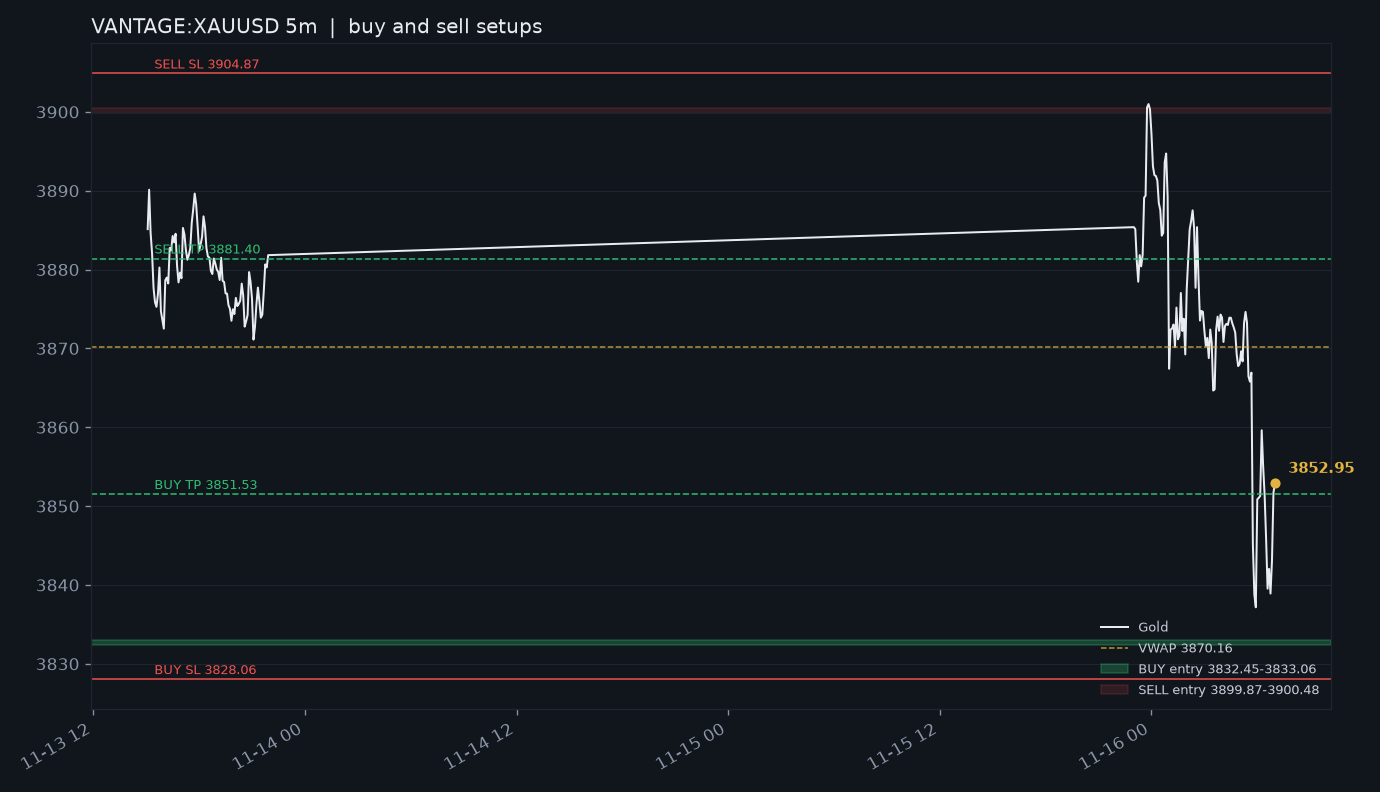 VANTAGE:XAUUSD 5m | buy and sell setups
SELL SL 3904.87
3900
3890
SELL TP 3881.40
3880
3870
3860
3852.95
BUY TP 3851.53
3850
3840
3830
BUY SL 3828.06
Gold
VWAP 3870.16
BUY entry 3832.45-3833.06
SELL entry 3899.87-3900.48
11-13 12
11-14 00
11-14 12
11-15 00
11-15 12
11-16 00